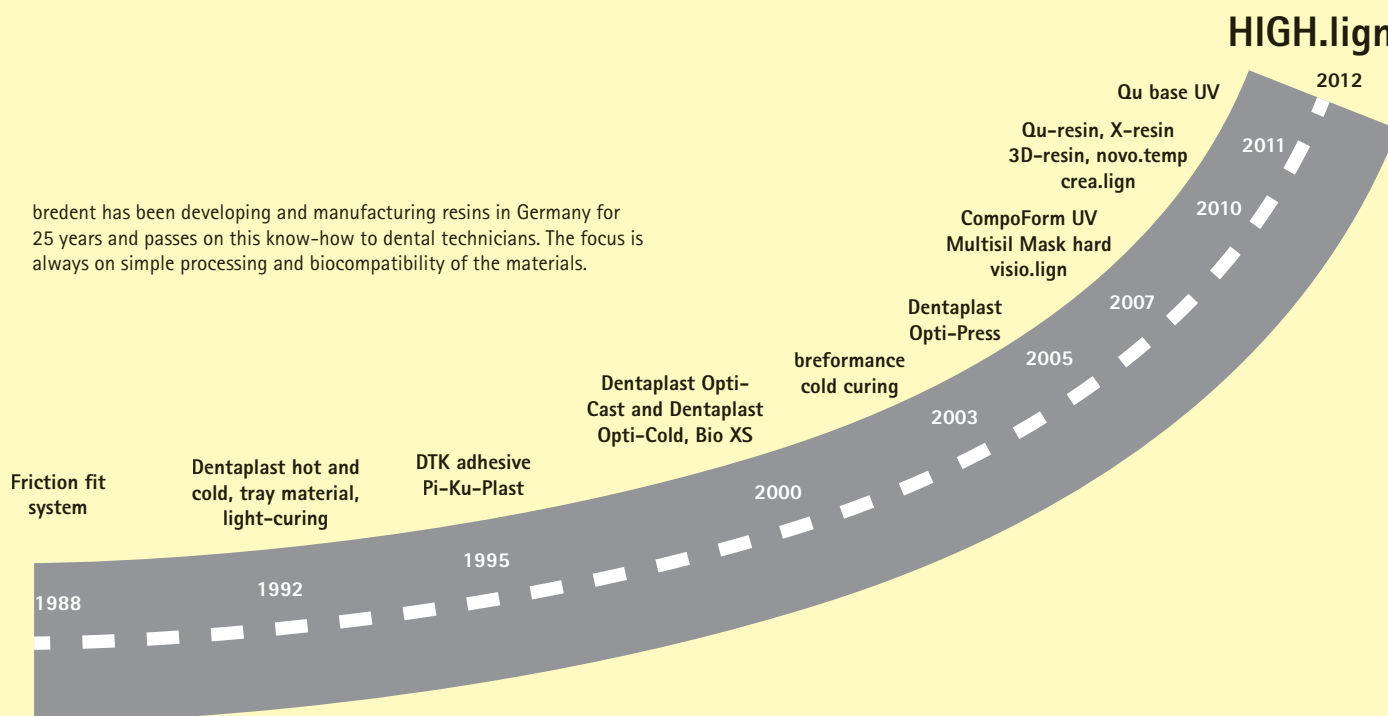 HIGH.lign
2012
Qu base UV
2011
Qu-resin, X-resin
3D-resin, novo.temp
crea.lign
2010
CompoForm UV
Multisil Mask hard
visio.lign
2007
bredent has been developing and manufacturing resins in Germany for
25 years and passes on this know-how to dental technicians. The focus is
always on simple processing and biocompatibility of the materials.
Dentaplast
Opti-Press
2005
breformance
cold curing
2003
Dentaplast Opti-
Cast and Dentaplast
Opti-Cold, Bio XS
2000
DTK adhesive
Pi-Ku-Plast
1995
Dentaplast hot and
cold, tray material,
light-curing
1992
Friction fit
system
1988